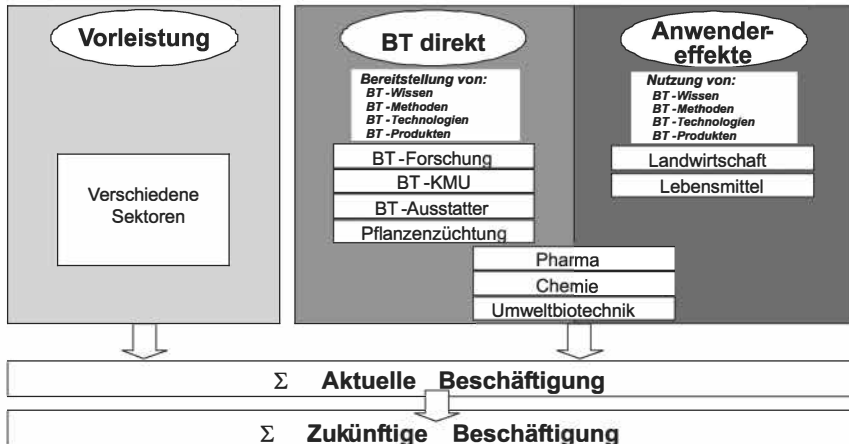 Vorleistung
Verschiedene
Sektoren
BT direkt
Bereitstellung von:
BT-Wissen
BT-Methoden
BT-Technologien
BT-Produkten
BT-Forschung
BT-KMU
BT-Ausstatter
Pflanzenzüchtung
Anwender-
effekte
Nutzung von:
BT-Wissen
BT-Methoden
BT-Technologien
BT-Produkten
Landwirtschaft
Lebensmittel
Pharma
Chemie
Umweltbiotechnik
Σ Aktuelle Beschäftigung
Σ Zukünftige Beschäftigung